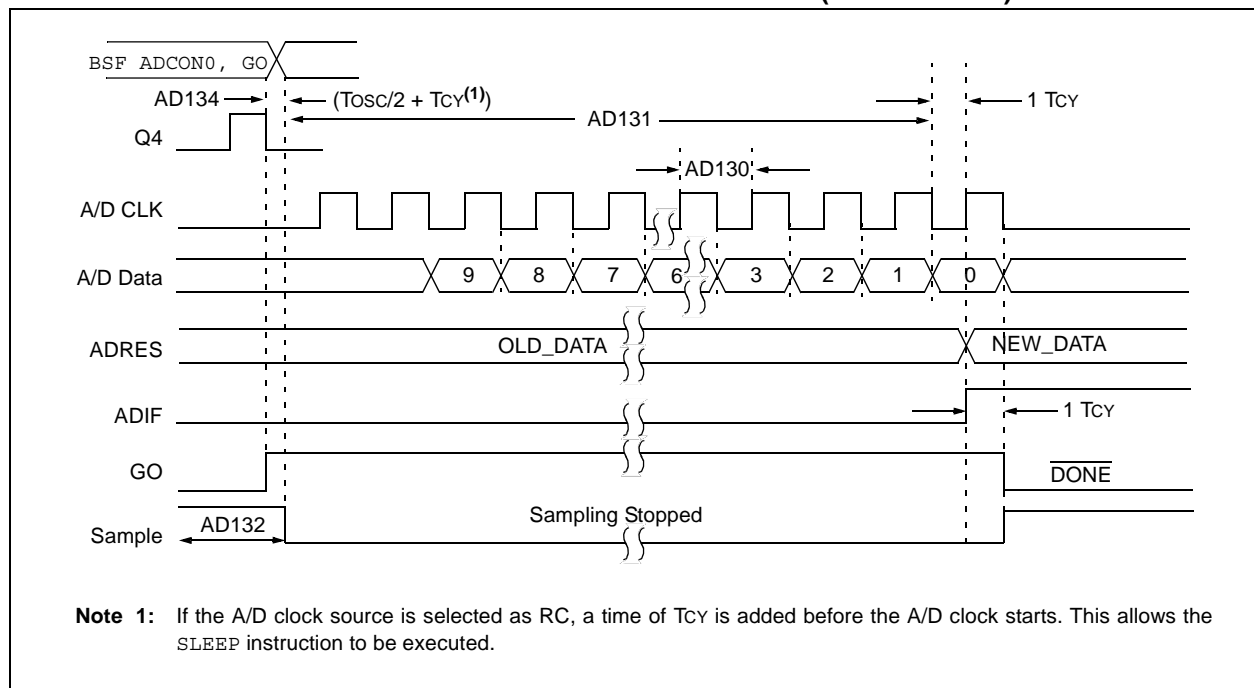 BSF ADCON0, GO
AD134
(TOSC/2 + TCY(1))
1 TCY
AD131
Q4
AD130
A/D CLK
A/D Data
9 8 7 6 3 2 1 0
ADRES
OLD_DATA
NEW_DATA
ADIF
1 TCY
GO
DONE
Sample
AD132
Sampling Stopped
Note 1: If the A/D clock source is selected as RC, a time of TCY is added before the A/D clock starts. This allows the
SLEEP instruction to be executed.